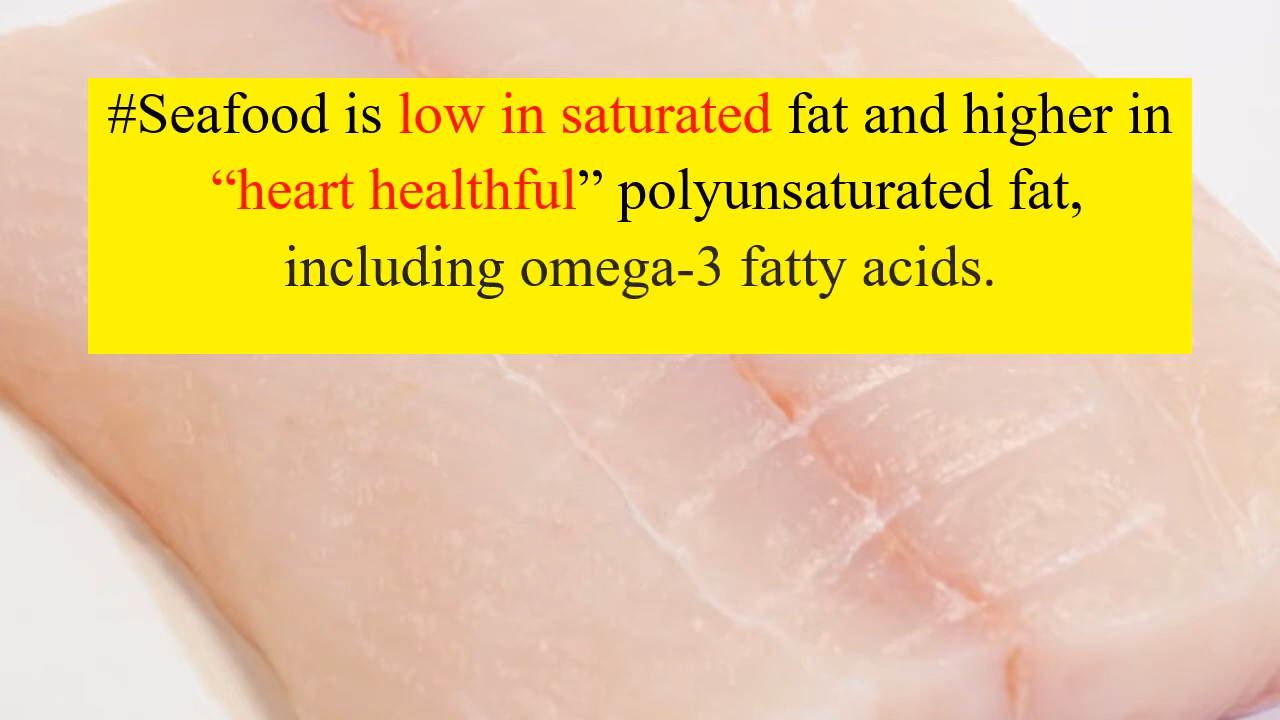 #Seafood is low in saturated fat and higher in
“heart healthful” polyunsaturated fat,
including omega-3 fatty acids.